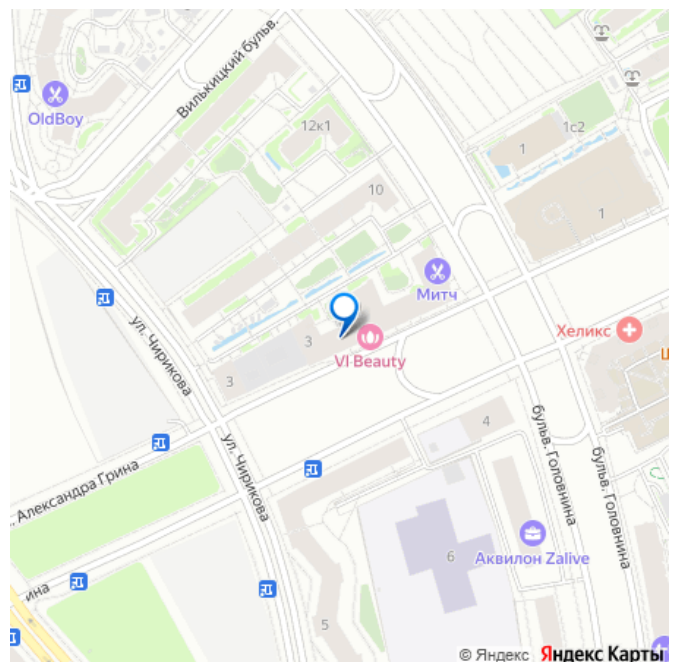 Вилькицкий бульв.
OldBoy
12к1
1с2
1
10
1
Митч
Хеликс
ул. Чирикова
3
VI Beauty
3
4
ул. Чирикова
бульв. Головнина
бульв. Головнина
Александра Грина
Аквилон Zalive
6
ина
5
© Яндекс Яндекс Карты